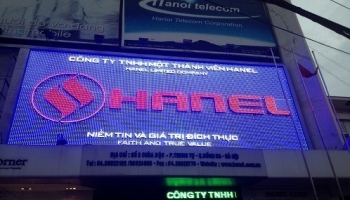 Hanoi telecom
Hanoi Telecom Corporation
CÔNG TY TNHH MỘT THÀNH VIÊN HANEL
HANEL LIMITED COMPANY
HANEL
NIỀM TIN VÀ GIÁ TRỊ ĐÍCH THỰC
FAITH AND TRUE VALUE
orner
CÔNG TY TNHH